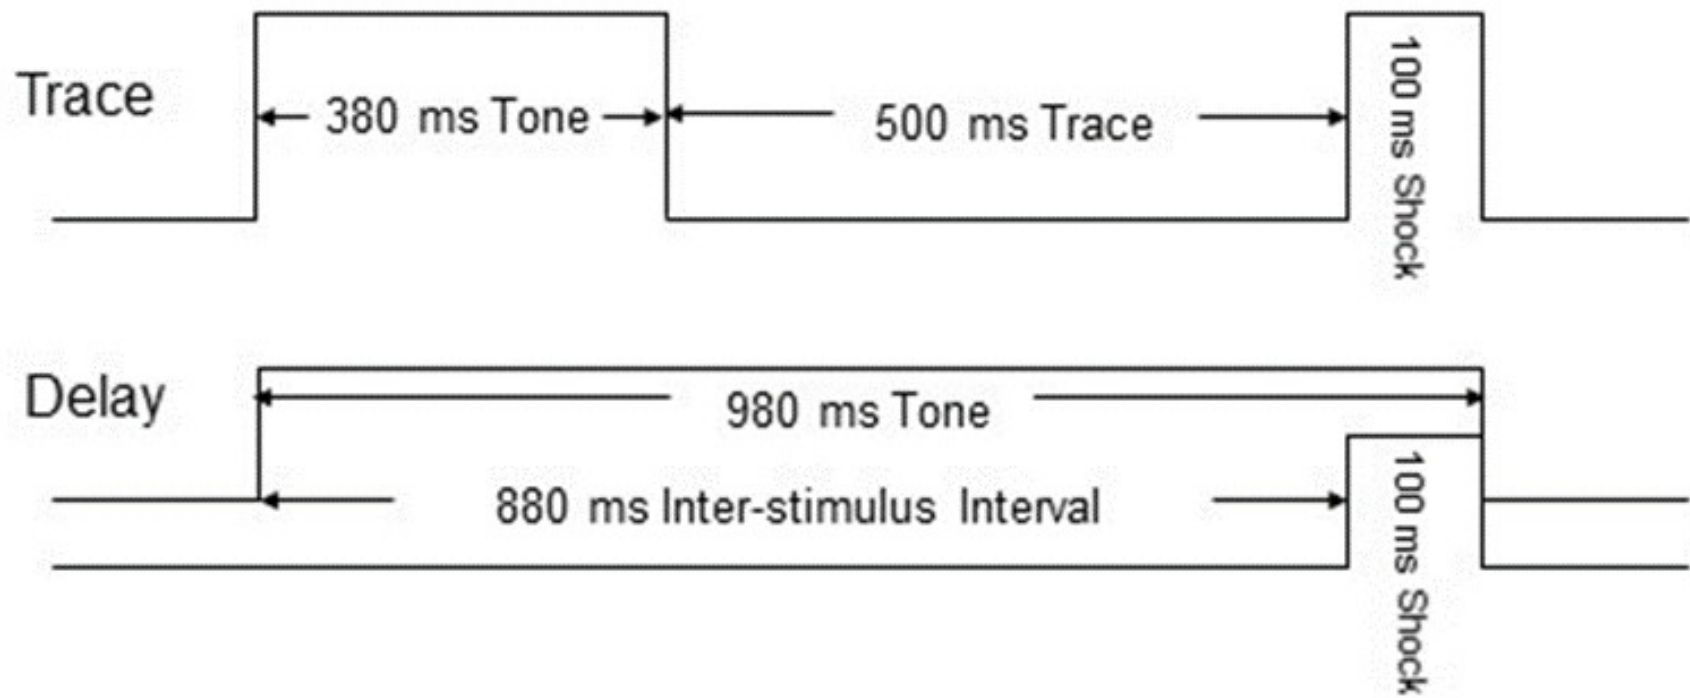 Trace
380 ms Tone
500 ms Trace
100 ms Shock
Delay
980 ms Tone
880 ms Inter-stimulus Interval
100 ms Shock